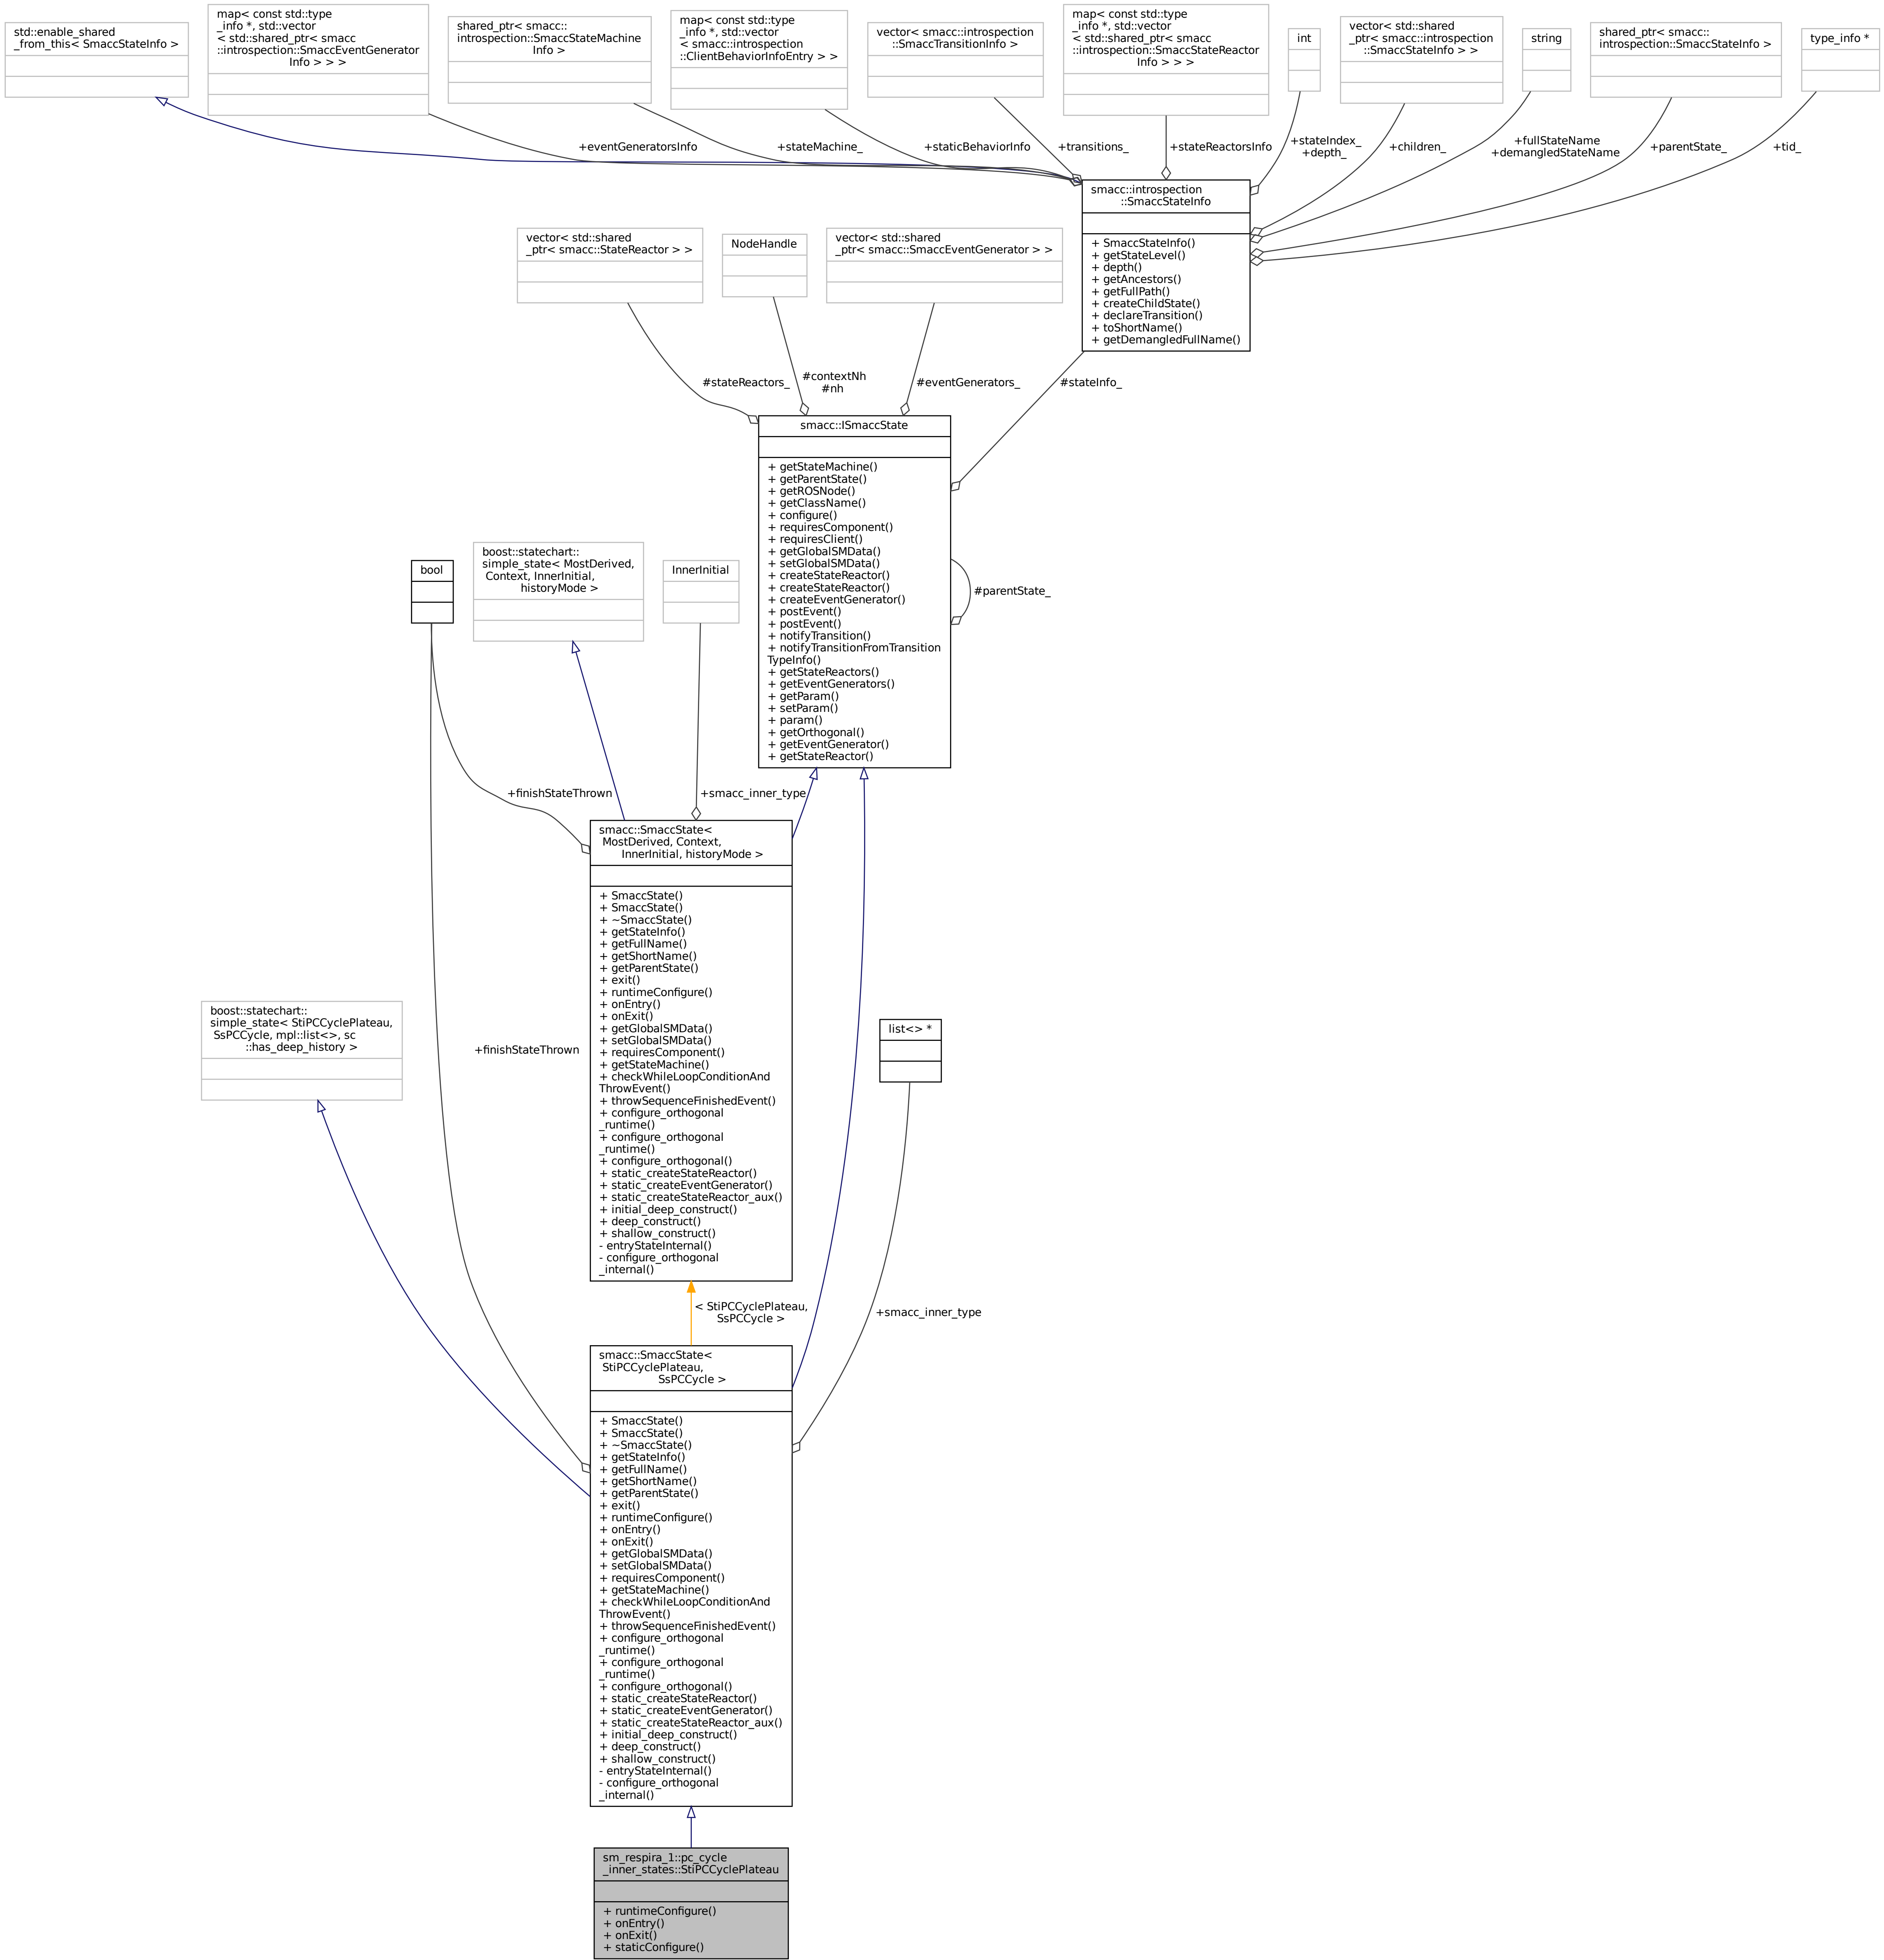 std::enable_shared
_from_this< SmaccStateInfo >
map< const std::type
_info *, std::vector
< std::shared_ptr< smacc
::introspection::SmaccEventGenerator
Info > > >
shared_ptr< smacc::
introspection::SmaccStateMachine
Info >
map< const std::type
_info *, std::vector
< smacc::introspection
::ClientBehaviorInfoEntry > >
vector< smacc::introspection
::SmaccTransitionInfo >
map< const std::type
_info *, std::vector
< std::shared_ptr< smacc
::introspection::SmaccStateReactor
Info > > >
int
vector< std::shared
_ptr< smacc::introspection
::SmaccStateInfo > >
string
shared_ptr< smacc::
introspection::SmaccStateInfo >
type_info *
+eventGeneratorsInfo
+stateMachine_
+staticBehaviorInfo
+transitions_
+stateReactorsInfo
+stateIndex_
+depth_
+children_
+fullStateName
+demangledStateName
+parentState_
+tid_
smacc::introspection
::SmaccStateInfo
+ SmaccStateInfo()
+ getStateLevel()
+ depth()
+ getAncestors()
+ getFullPath()
+ createChildState()
+ declareTransition()
+ toShortName()
+ getDemangledFullName()
vector< std::shared
_ptr< smacc::StateReactor > >
NodeHandle
vector< std::shared
_ptr< smacc::SmaccEventGenerator > >
#stateReactors_
#contextNh
#nh
#eventGenerators_
#stateInfo_
smacc::ISmaccState
+ getStateMachine()
+ getParentState()
+ getROSNode()
+ getClassName()
+ configure()
+ requiresComponent()
+ requiresClient()
+ getGlobalSMData()
+ setGlobalSMData()
+ createStateReactor()
+ createStateReactor()
+ createEventGenerator()
+ postEvent()
+ postEvent()
+ notifyTransition()
+ notifyTransitionFromTransition
TypeInfo()
+ getStateReactors()
+ getEventGenerators()
+ getParam()
+ setParam()
+ param()
+ getOrthogonal()
+ getEventGenerator()
+ getStateReactor()
#parentState_
bool
boost::statechart::
simple_state< MostDerived,
Context, InnerInitial,
historyMode >
InnerInitial
+finishStateThrown
+smacc_inner_type
smacc::SmaccState<
MostDerived, Context,
InnerInitial, historyMode >
+ SmaccState()
+ SmaccState()
+ ~SmaccState()
+ getStateInfo()
+ getFullName()
+ getShortName()
+ getParentState()
+ exit()
+ runtimeConfigure()
+ onEntry()
+ onExit()
+ getGlobalSMData()
+ setGlobalSMData()
+ requiresComponent()
+ getStateMachine()
+ checkWhileLoopConditionAnd
ThrowEvent()
+ throwSequenceFinishedEvent()
+ configure_orthogonal
_runtime()
+ configure_orthogonal
_runtime()
+ configure_orthogonal()
+ static_createStateReactor()
+ static_createEventGenerator()
+ static_createStateReactor_aux()
+ initial_deep_construct()
+ deep_construct()
+ shallow_construct()
- entryStateInternal()
- configure_orthogonal
_internal()
boost::statechart::
simple_state< StiPCCyclePlateau,
SsPCCycle, mpl::list<>, sc
::has_deep_history >
+finishStateThrown
list<> *
< StiPCCyclePlateau,
SsPCCycle >
+smacc_inner_type
smacc::SmaccState<
StiPCCyclePlateau,
SsPCCycle >
+ SmaccState()
+ SmaccState()
+ ~SmaccState()
+ getStateInfo()
+ getFullName()
+ getShortName()
+ getParentState()
+ exit()
+ runtimeConfigure()
+ onEntry()
+ onExit()
+ getGlobalSMData()
+ setGlobalSMData()
+ requiresComponent()
+ getStateMachine()
+ checkWhileLoopConditionAnd
ThrowEvent()
+ throwSequenceFinishedEvent()
+ configure_orthogonal
_runtime()
+ configure_orthogonal
_runtime()
+ configure_orthogonal()
+ static_createStateReactor()
+ static_createEventGenerator()
+ static_createStateReactor_aux()
+ initial_deep_construct()
+ deep_construct()
+ shallow_construct()
- entryStateInternal()
- configure_orthogonal
_internal()
sm_respira_1::pc_cycle
_inner_states::StiPCCyclePlateau
+ runtimeConfigure()
+ onEntry()
+ onExit()
+ staticConfigure()